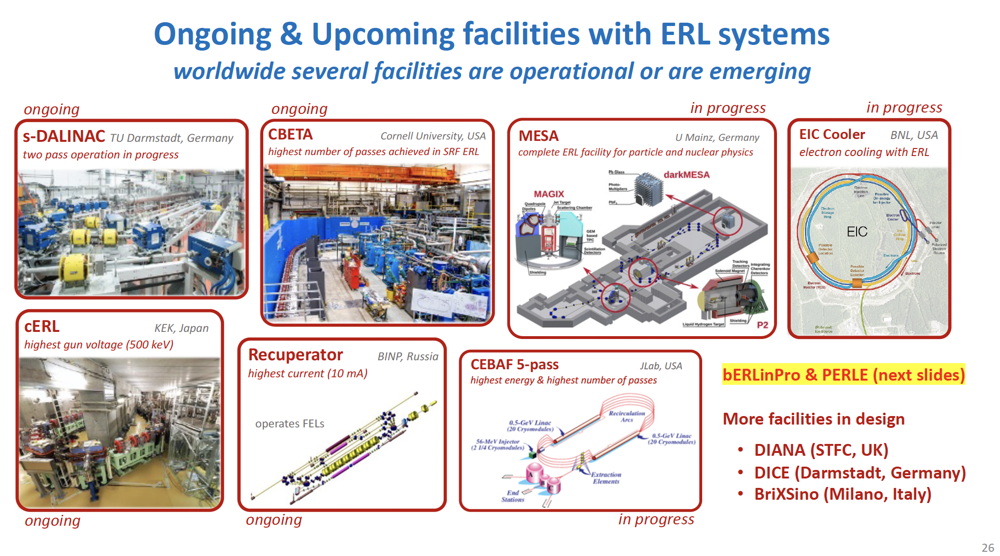 Ongoing & Upcoming facilities with ERL systems
worldwide several facilities are operational or are emerging
ongoing
s-DALINAC TU Darmstadt, Germany
two pass operation in progress
ongoing
CBETA Cornell University, USA
highest number of passes achieved in SRF ERL
in progress
MESA U Mainz, Germany
complete ERL facility for particle and nuclear physics
Pb Glass
darkMESA
Photo-
Multipliers
PbF₂
MAGIX
Quadrupole
Dipoles
Jet Target
Scattering Chamber
GEM
based
TPC
Scintillation
Detectors
Shielding
Tracking
Detectors
Integrating
Cherenkov
Detectors
Solenoid Magnet
Liquid Hydrogen Target
Shielding
P2
in progress
EIC Cooler BNL, USA
electron cooling with ERL
Electron
Injection
Line
Possible
On-energy
Ion Injector
Electron
Storage
Ring
Electron
Cooler
Injector
Linac
EIC
Ion
Collider
Ring
Polarized
Electron
Source
Possible
Detector
Location
Electrons
Ions
Possible
Detector
Location
Electrons
Electron
Injector (RCS)
(Polarized)
Ion Source
cERL KEK, Japan
highest gun voltage (500 keV)
ongoing
Recuperator BINP, Russia
highest current (10 mA)
operates FELs
ongoing
CEBAF 5-pass JLab, USA
highest energy & highest number of passes
Recirculation
Arcs
0.5-GeV Linac
(20 Cryomodules)
0.5-GeV Linac
(20 Cryomodules)
56-MeV Injector
(2 1/4 Cryomodules)
Extraction
Elements
A
B
C
End
Stations
in progress
bERLinPro & PERLE (next slides)
More facilities in design
• DIANA (STFC, UK)
• DICE (Darmstadt, Germany)
• BriXSino (Milano, Italy)
26